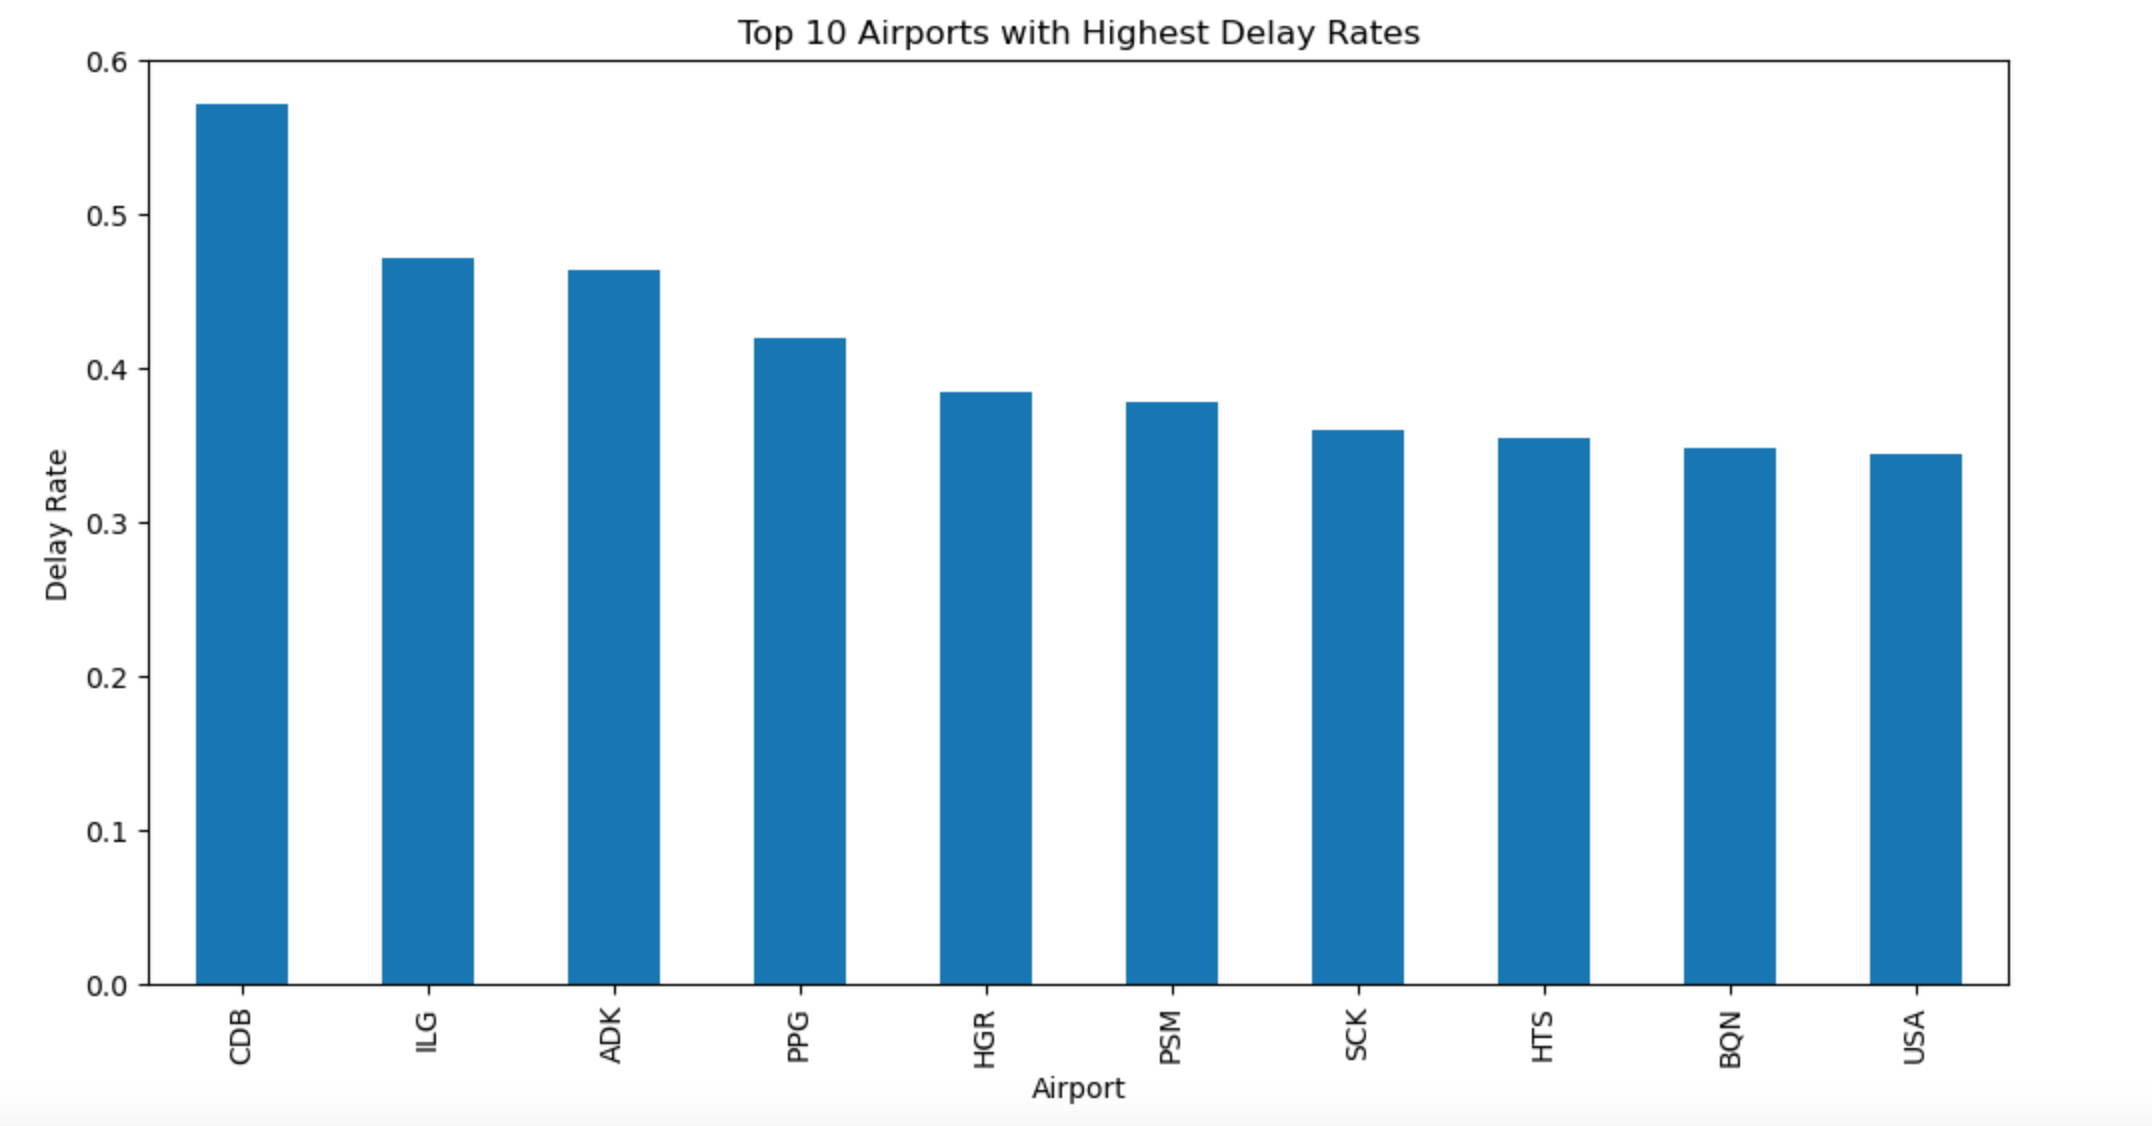 Top 10 Airports with Highest Delay Rates
0.6
0.5
0.4
0.3
0.2
0.1
0.0
Delay Rate
CDB
ILG
ADK
PPG
HGR
PSM
SCK
HTS
BQN
USA
Airport